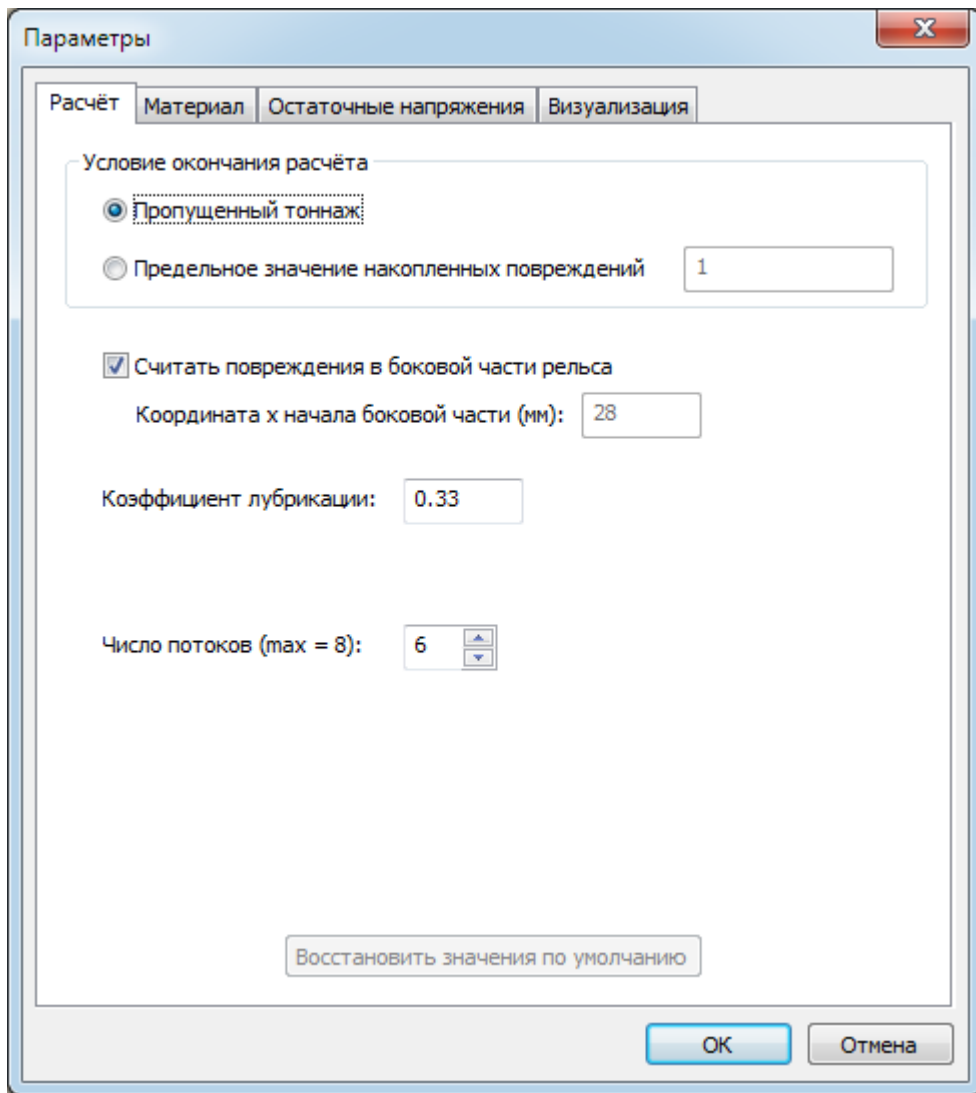 Параметры
Расчёт Материал Остаточные напряжения Визуализация
Условие окончания расчёта
Пропущенный тоннаж
Предельное значение накопленных повреждений 1
Считать повреждения в боковой части рельса
Координата x начала боковой части (мм): 28
Коэффициент лубрикации: 0.33
Число потоков (max = 8): 6
Восстановить значения по умолчанию
OK Отмена